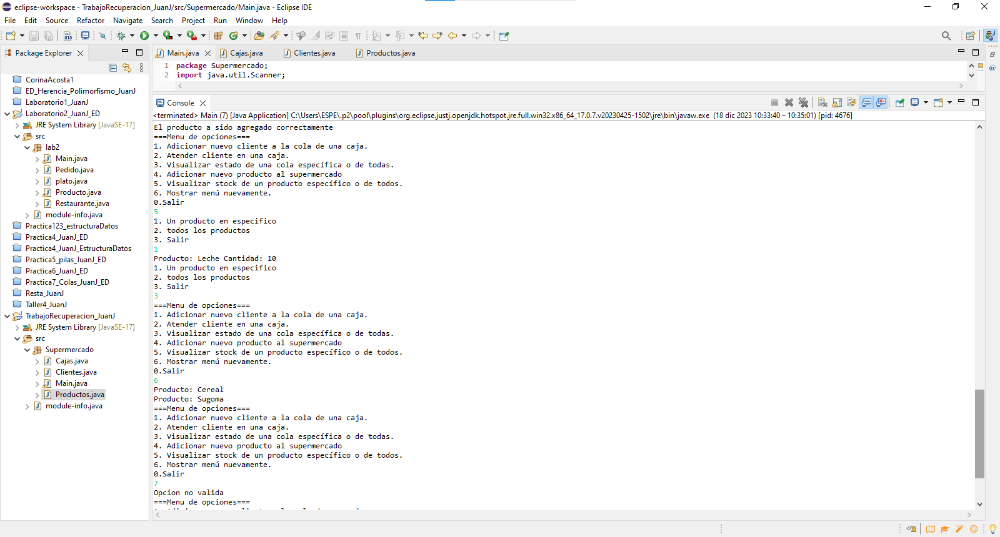 eclipse-workspace - TrabajoRecuperacion_JuanJ/src/Supermercado/Main.java - Eclipse IDE
File Edit Source Refactor Navigate Search Project Run Window Help
Package Explorer
CorinaAcosta1
ED_Herencia_Polimorfismo_JuanJ
Laboratorio1_JuanJ
Laboratorio2_JuanJ_ED
JRE System Library [JavaSE-17]
src
lab2
Main.java
Pedido.java
plato.java
Producto.java
Restaurante.java
module-info.java
Practica123_estructuraDatos
Practica4_JuanJ_ED
Practica4_JuanJ_EstructuraDatos
Practica5_pilas_JuanJ_ED
Practica6_JuanJ_ED
Practica7_Colas_JuanJ_ED
Resta_JuanJ
Taller4_JuanJ
TrabajoRecuperacion_JuanJ
JRE System Library [JavaSE-17]
src
Supermercado
Cajas.java
Clientes.java
Main.java
Productos.java
module-info.java
Main.java Cajas.java Clientes.java Productos.java
1 package Supermercado;
2 import java.util.Scanner;
Console
<terminated> Main (7) [Java Application] C:\Users\ESPE\.p2\pool\plugins\org.eclipse.justj.openjdk.hotspot.jre.full.win32.x86_64_17.0.7.v20230425-1502\jre\bin\javaw.exe (18 dic 2023 10:33:40 – 10:35:01) [pid: 4676]
El producto a sido agregado correctamente
===Menu de opciones===
1. Adicionar nuevo cliente a la cola de una caja.
2. Atender cliente en una caja.
3. Visualizar estado de una cola específica o de todas.
4. Adicionar nuevo producto al supermercado
5. Visualizar stock de un producto específico o de todos.
6. Mostrar menú nuevamente.
0.Salir
5
1. Un producto en especifico
2. todos los productos
3. Salir
1
Producto: Leche Cantidad: 10
1. Un producto en especifico
2. todos los productos
3. Salir
3
===Menu de opciones===
1. Adicionar nuevo cliente a la cola de una caja.
2. Atender cliente en una caja.
3. Visualizar estado de una cola específica o de todas.
4. Adicionar nuevo producto al supermercado
5. Visualizar stock de un producto específico o de todos.
6. Mostrar menú nuevamente.
0.Salir
6
Producto: Cereal
Producto: Sugoma
===Menu de opciones===
1. Adicionar nuevo cliente a la cola de una caja.
2. Atender cliente en una caja.
3. Visualizar estado de una cola específica o de todas.
4. Adicionar nuevo producto al supermercado
5. Visualizar stock de un producto específico o de todos.
6. Mostrar menú nuevamente.
0.Salir
7
Opcion no valida
===Menu de opciones===